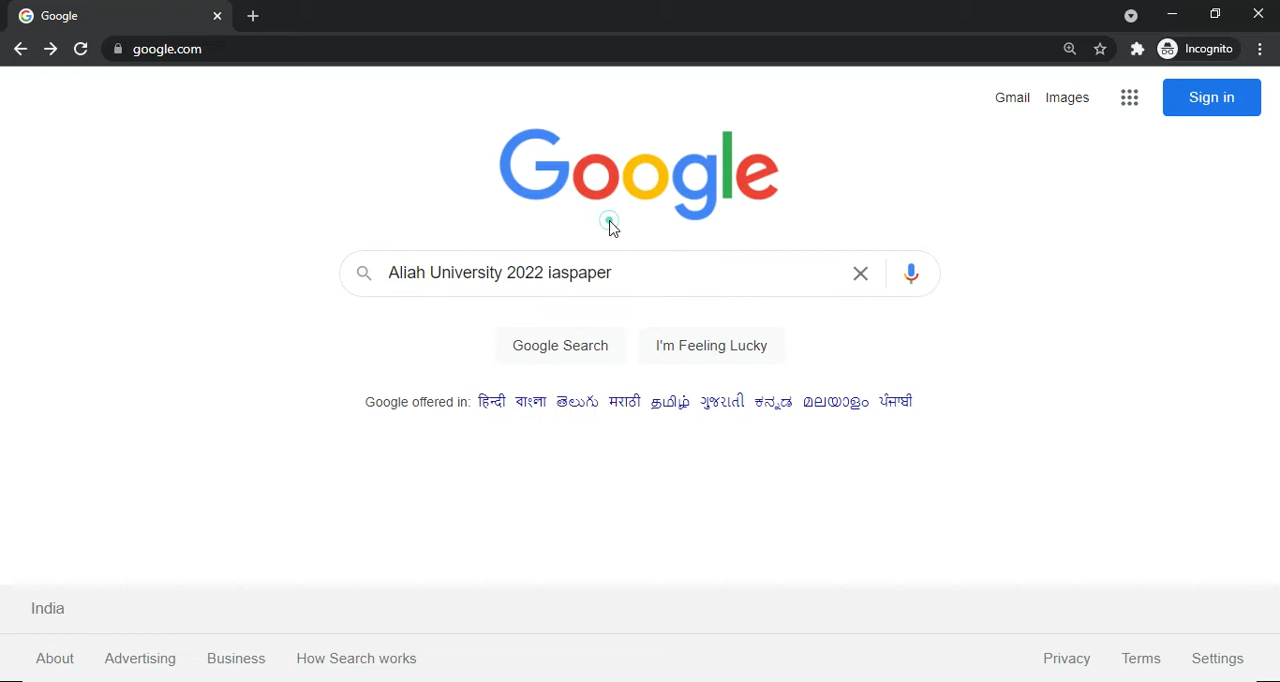 Google
google.com
Incognito
Gmail Images
Sign in
Google
Aliah University 2022 iaspaper
Google Search I'm Feeling Lucky
Google offered in: हिन्दी বাংলা తెలుగు मराठी தமிழ் ગુજરાતી ಕನ್ನಡ മലയാളം ਪੰਜਾਬੀ
India
About Advertising Business How Search works Privacy Terms Settings